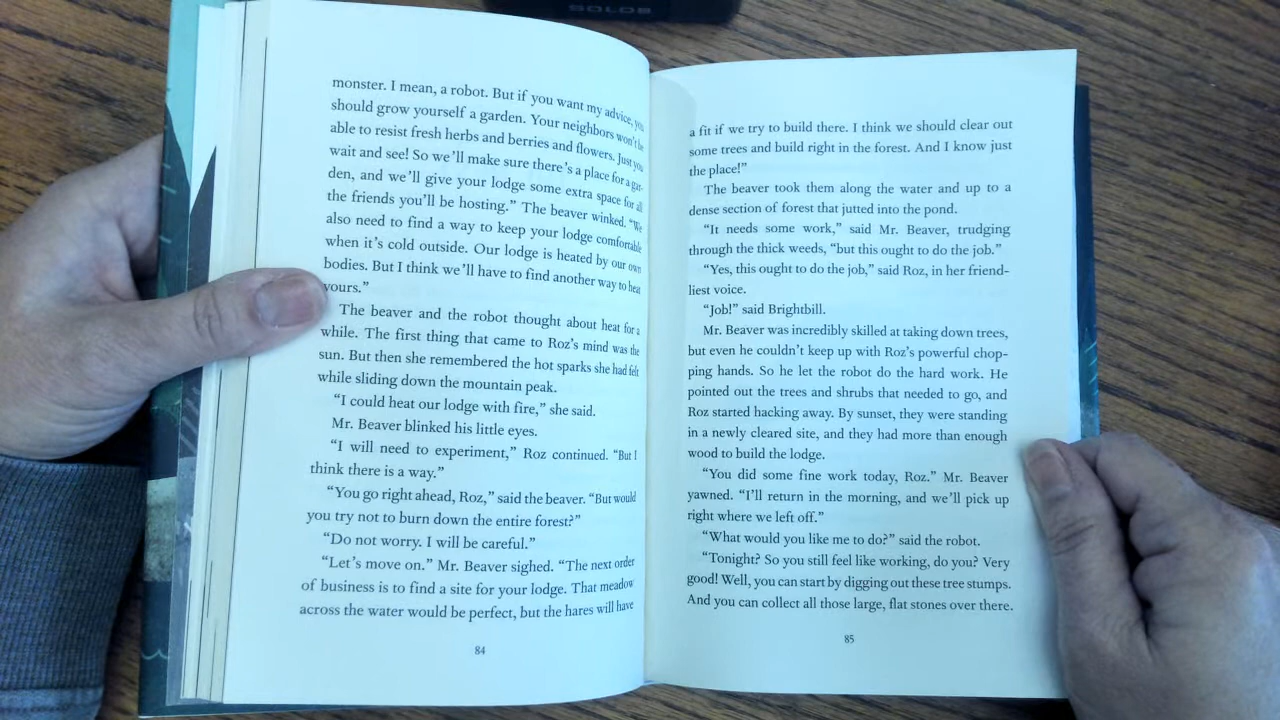 SOLOB
monster. I mean, a robot. But if you want my advice, you
should grow yourself a garden. Your neighbors won't be
able to resist fresh herbs and berries and flowers. Just you
wait and see! So we'll make sure there's a place for a gar-
den, and we'll give your lodge some extra space for all
the friends you'll be hosting.” The beaver winked. “We
also need to find a way to keep your lodge comfortable
when it's cold outside. Our lodge is heated by our own
bodies. But I think we'll have to find another way to heat
yours.”
The beaver and the robot thought about heat for a
while. The first thing that came to Roz's mind was the
sun. But then she remembered the hot sparks she had felt
while sliding down the mountain peak.
“I could heat our lodge with fire,” she said.
Mr. Beaver blinked his little eyes.
“I will need to experiment,” Roz continued. “But I
think there is a way.”
“You go right ahead, Roz,” said the beaver. “But would
you try not to burn down the entire forest?”
“Do not worry. I will be careful.”
“Let's move on.” Mr. Beaver sighed. “The next order
of business is to find a site for your lodge. That meadow
across the water would be perfect, but the hares will have
84
a fit if we try to build there. I think we should clear out
some trees and build right in the forest. And I know just
the place!”
The beaver took them along the water and up to a
dense section of forest that jutted into the pond.
“It needs some work,” said Mr. Beaver, trudging
through the thick weeds, “but this ought to do the job.”
“Yes, this ought to do the job,” said Roz, in her friend-
liest voice.
“Job!” said Brightbill.
Mr. Beaver was incredibly skilled at taking down trees,
but even he couldn't keep up with Roz's powerful chop-
ping hands. So he let the robot do the hard work. He
pointed out the trees and shrubs that needed to go, and
Roz started hacking away. By sunset, they were standing
in a newly cleared site, and they had more than enough
wood to build the lodge.
“You did some fine work today, Roz.” Mr. Beaver
yawned. “I'll return in the morning, and we'll pick up
right where we left off.”
“What would you like me to do?” said the robot.
“Tonight? So you still feel like working, do you? Very
good! Well, you can start by digging out these tree stumps.
And you can collect all those large, flat stones over there.
85